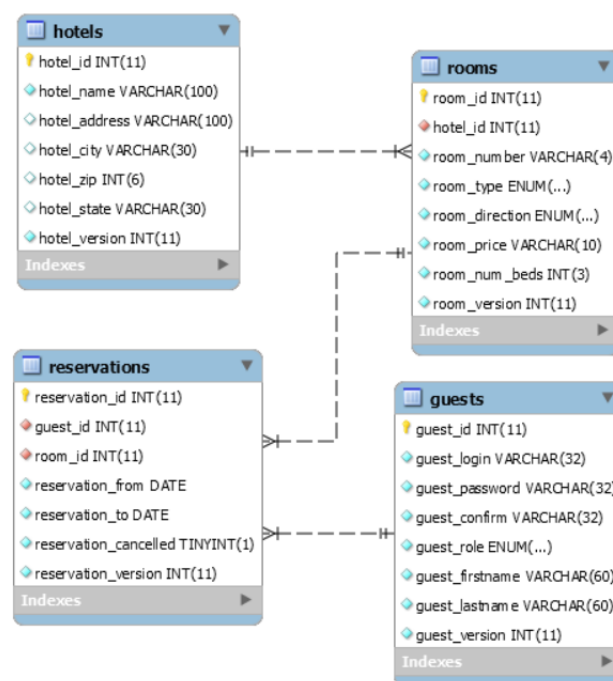 hotels
hotel_id INT(11)
hotel_name VARCHAR(100)
hotel_address VARCHAR(100)
hotel_city VARCHAR(30)
hotel_zip INT(6)
hotel_state VARCHAR(30)
hotel_version INT(11)
Indexes
rooms
room_id INT(11)
hotel_id INT(11)
room_number VARCHAR(4)
room_type ENUM(...)
room_direction ENUM(...)
room_price VARCHAR(10)
room_num_beds INT(3)
room_version INT(11)
Indexes
reservations
reservation_id INT(11)
guest_id INT(11)
room_id INT(11)
reservation_from DATE
reservation_to DATE
reservation_cancelled TINYINT(1)
reservation_version INT(11)
Indexes
guests
guest_id INT(11)
guest_login VARCHAR(32)
guest_password VARCHAR(32)
guest_confirm VARCHAR(32)
guest_role ENUM(...)
guest_firstname VARCHAR(60)
guest_lastname VARCHAR(60)
guest_version INT(11)
Indexes